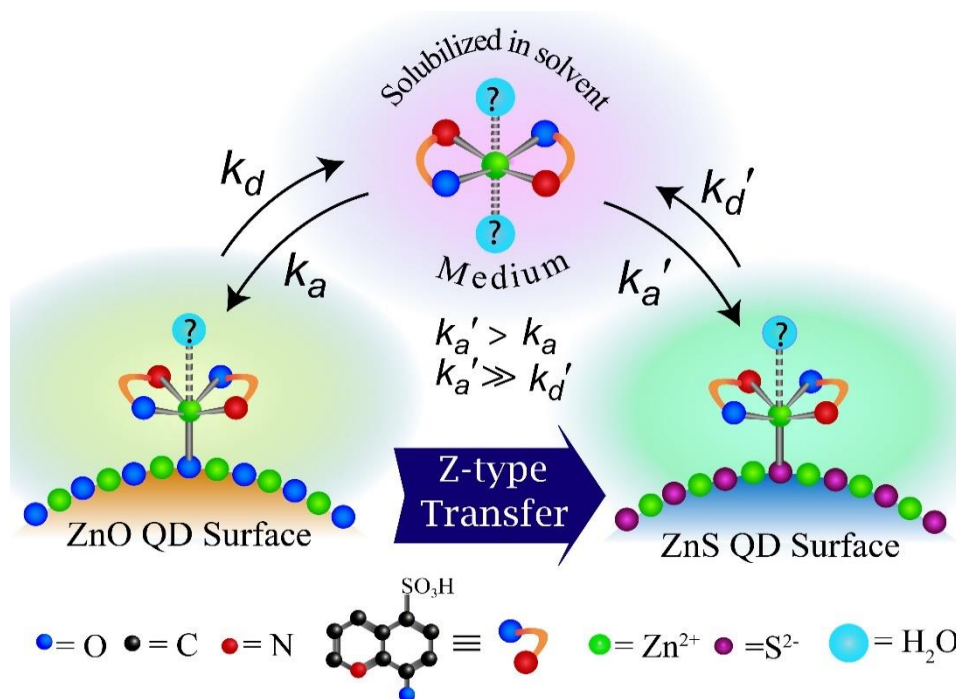 Solubilized in solvent
?
k_d
k_a
?
Medium
k_d'
k_a'
k_a' > k_a
k_a' ≫ k_d'
?
?
Z-type
Transfer
ZnO QD Surface
ZnS QD Surface
SO₃H
= O = C = N ≡ = Zn²⁺ =S²⁻ = H₂O